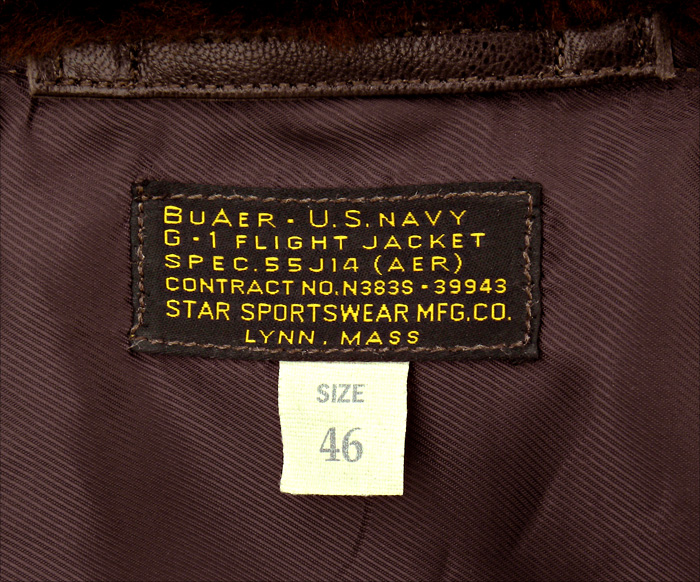 BUAER - U.S. NAVY
G-1 FLIGHT JACKET
SPEC.55J14 (AER)
CONTRACT NO. N383S - 39943
STAR SPORTSWEAR MFG.CO.
LYNN. MASS
SIZE
46